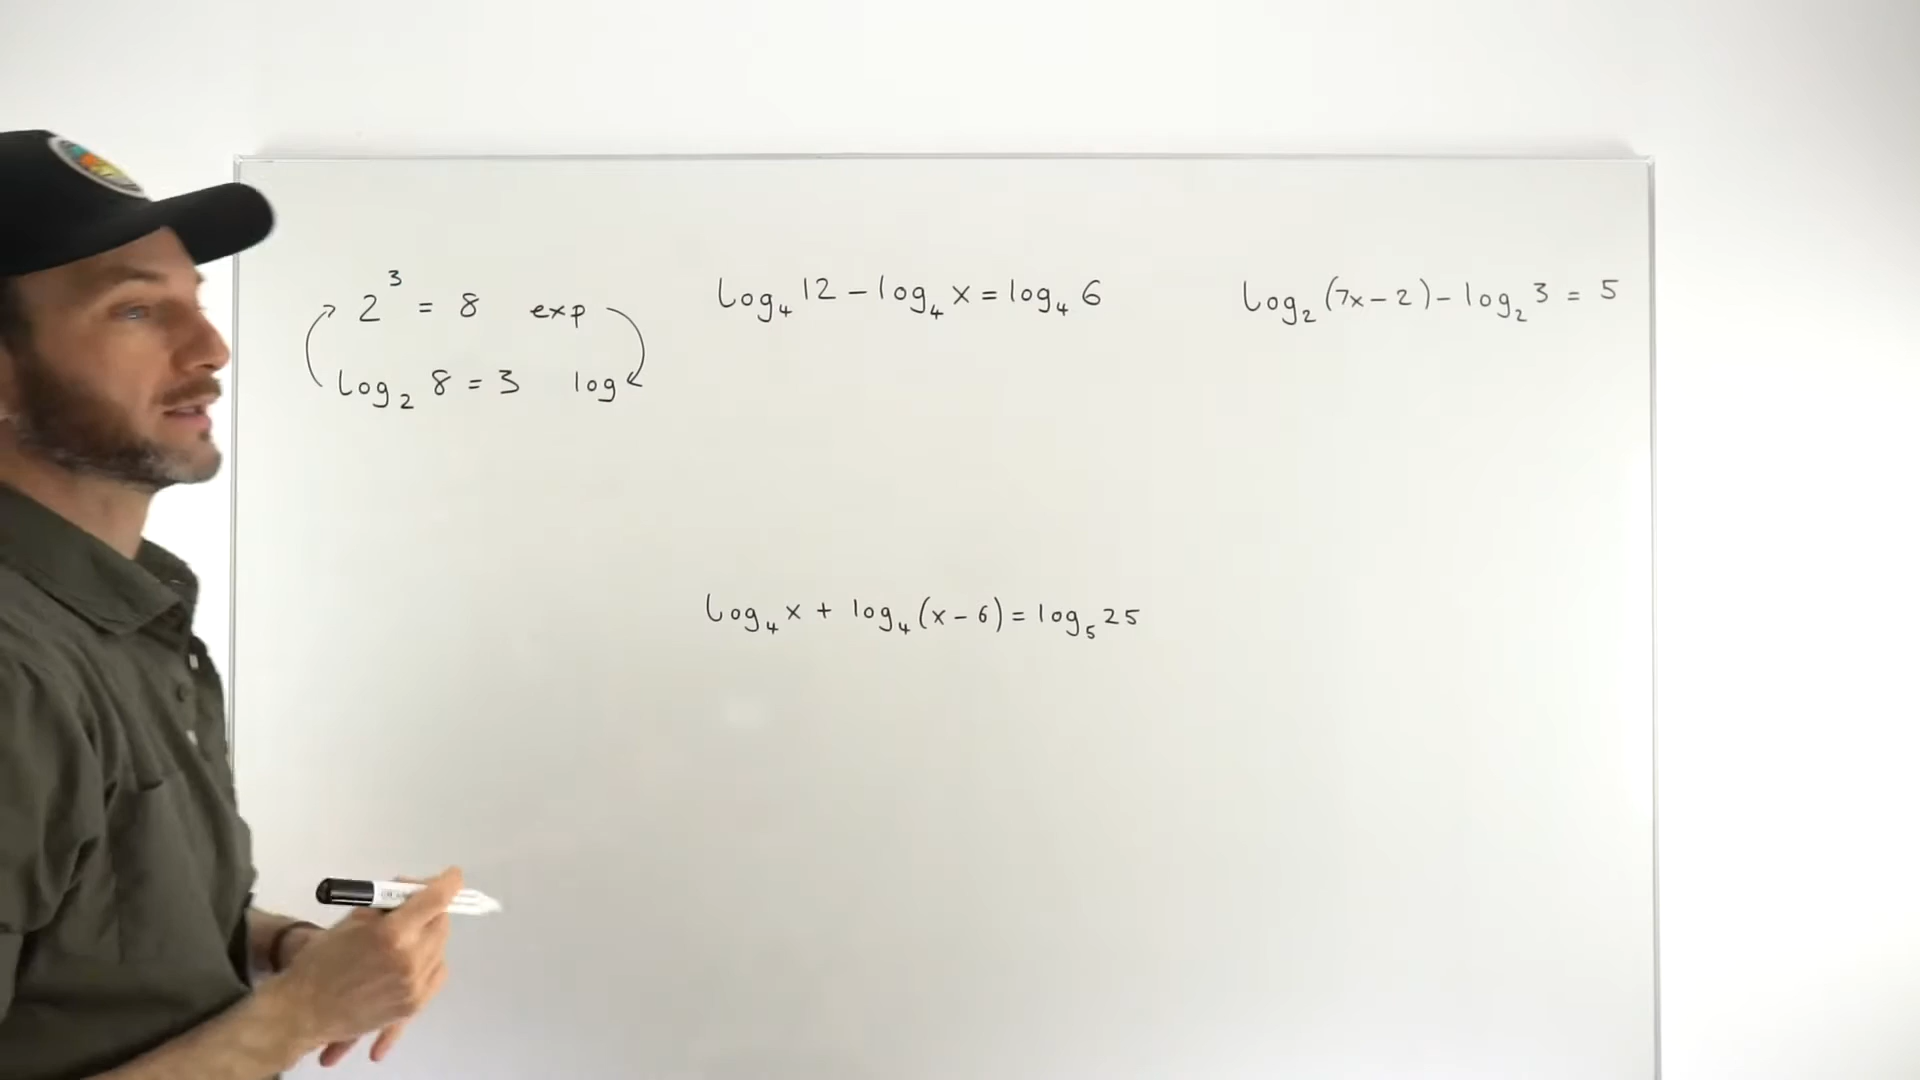 2³ = 8 exp
log₂ 8 = 3 log
log₄ 12 – log₄ x = log₄ 6
log₄ x + log₄ (x – 6) = log₅ 25
log₂ (7x – 2) – log₂ 3 = 5